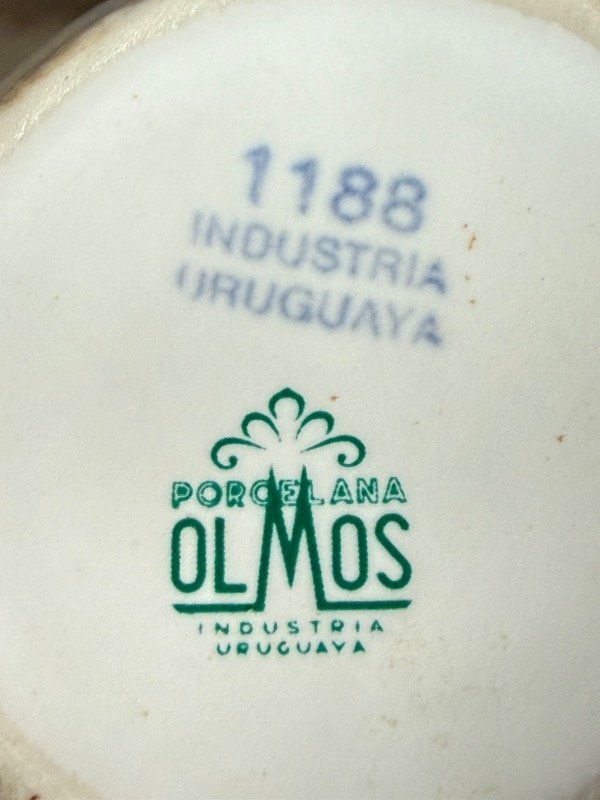 1188
INDUSTRIA
URUGUAYA
PORCELANA
OLMOS
INDUSTRIA
URUGUAYA